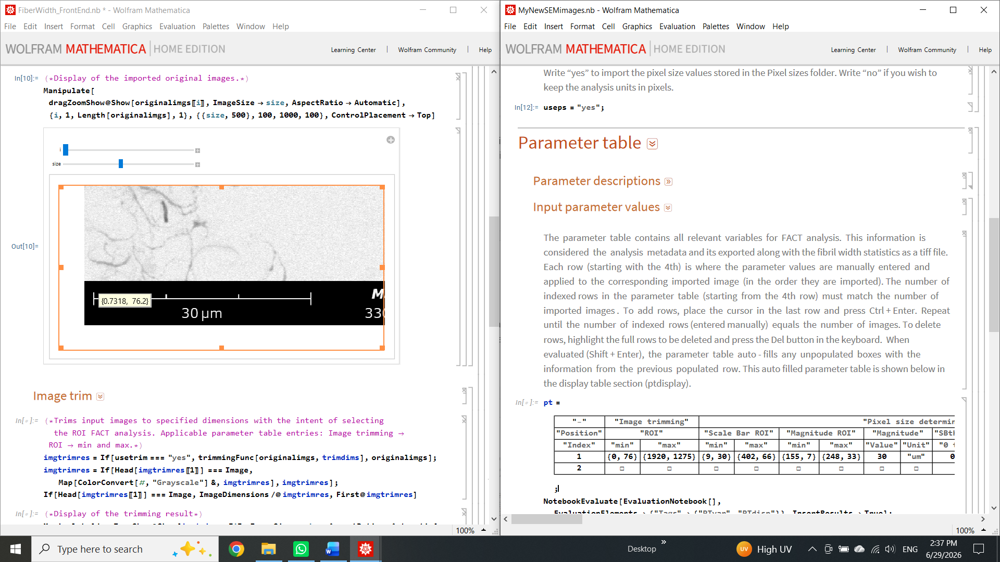 FiberWidth_FrontEnd.nb * - Wolfram Mathematica
File Edit Insert Format Cell Graphics Evaluation Palettes Window Help
WOLFRAM MATHEMATICA HOME EDITION
Learning Center | Wolfram Community | Help
In[10]:= (*Display of the imported original images.*)
Manipulate[
dragZoomShow@Show[originalimgs[[i]], ImageSize → size, AspectRatio → Automatic],
{i, 1, Length[originalimgs], 1}, {{size, 500}, 100, 1000, 100}, ControlPlacement → Top]
i
size
Out[10]=
{0.7318, 76.2}
M
30 µm
330
Image trim
In[ ]:= (*Trims input images to specified dimensions with the intent of selecting
the ROI FACT analysis. Applicable parameter table entries: Image trimming →
ROI → min and max.*)
imgtrimres = If[usetrim === "yes", trimmingFunc[originalimgs, trimdims], originalimgs];
imgtrimres = If[Head[imgtrimres[[1]]] === Image,
Map[ColorConvert[#, "Grayscale"] &, imgtrimres], imgtrimres];
If[Head[imgtrimres[[1]]] === Image, ImageDimensions /@ imgtrimres, First@imgtrimres]
In[ ]:= (*Display of the trimming result*)
100%
MyNewSEMimages.nb - Wolfram Mathematica
File Edit Insert Format Cell Graphics Evaluation Palettes Window Help
WOLFRAM MATHEMATICA HOME EDITION
Learning Center | Wolfram Community | Help
Write “yes” to import the pixel size values stored in the Pixel sizes folder. Write “no” if you wish to
keep the analysis units in pixels.
In[12]:= useps = "yes";
Parameter table
Parameter descriptions
Input parameter values
The parameter table contains all relevant variables for FACT analysis. This information is
considered the analysis metadata and its exported along with the fibril width statistics as a tiff file.
Each row (starting with the 4th) is where the parameter values are manually entered and
applied to the corresponding imported image (in the order they are imported). The number of
indexed rows in the parameter table (starting from the 4th row) must match the number of
imported images. To add rows, place the cursor in the last row and press Ctrl + Enter. Repeat
until the number of indexed rows (entered manually) equals the number of images. To delete
rows, highlight the full rows to be deleted and press the Del button in the keyboard. When
evaluated (Shift + Enter), the parameter table auto - fills any unpopulated boxes with the
information from the previous populated row. This auto filled parameter table is shown below in
the display table section (ptdisplay).
In[ ]:= pt =
"-" "Image trimming" "Pixel size determin
"Position" "ROI" "Scale Bar ROI" "Magnitude ROI" "Magnitude" "SBth
"Index" "min" "max" "min" "max" "min" "max" "Value" "Unit" "0 t
1 {0, 76} {1920, 1275} {9, 30} {402, 66} {155, 7} {248, 33} 30 "um" 0
2 □ □ □ □ □ □ □ □
;
NotebookEvaluate[EvaluationNotebook[],
EvaluationElements → {"Tags" → {"PTvar", "PTdisp"}}, InsertResults → True];
100%
Type here to search
Desktop
UV High UV
ENG
2:37 PM
6/29/2026